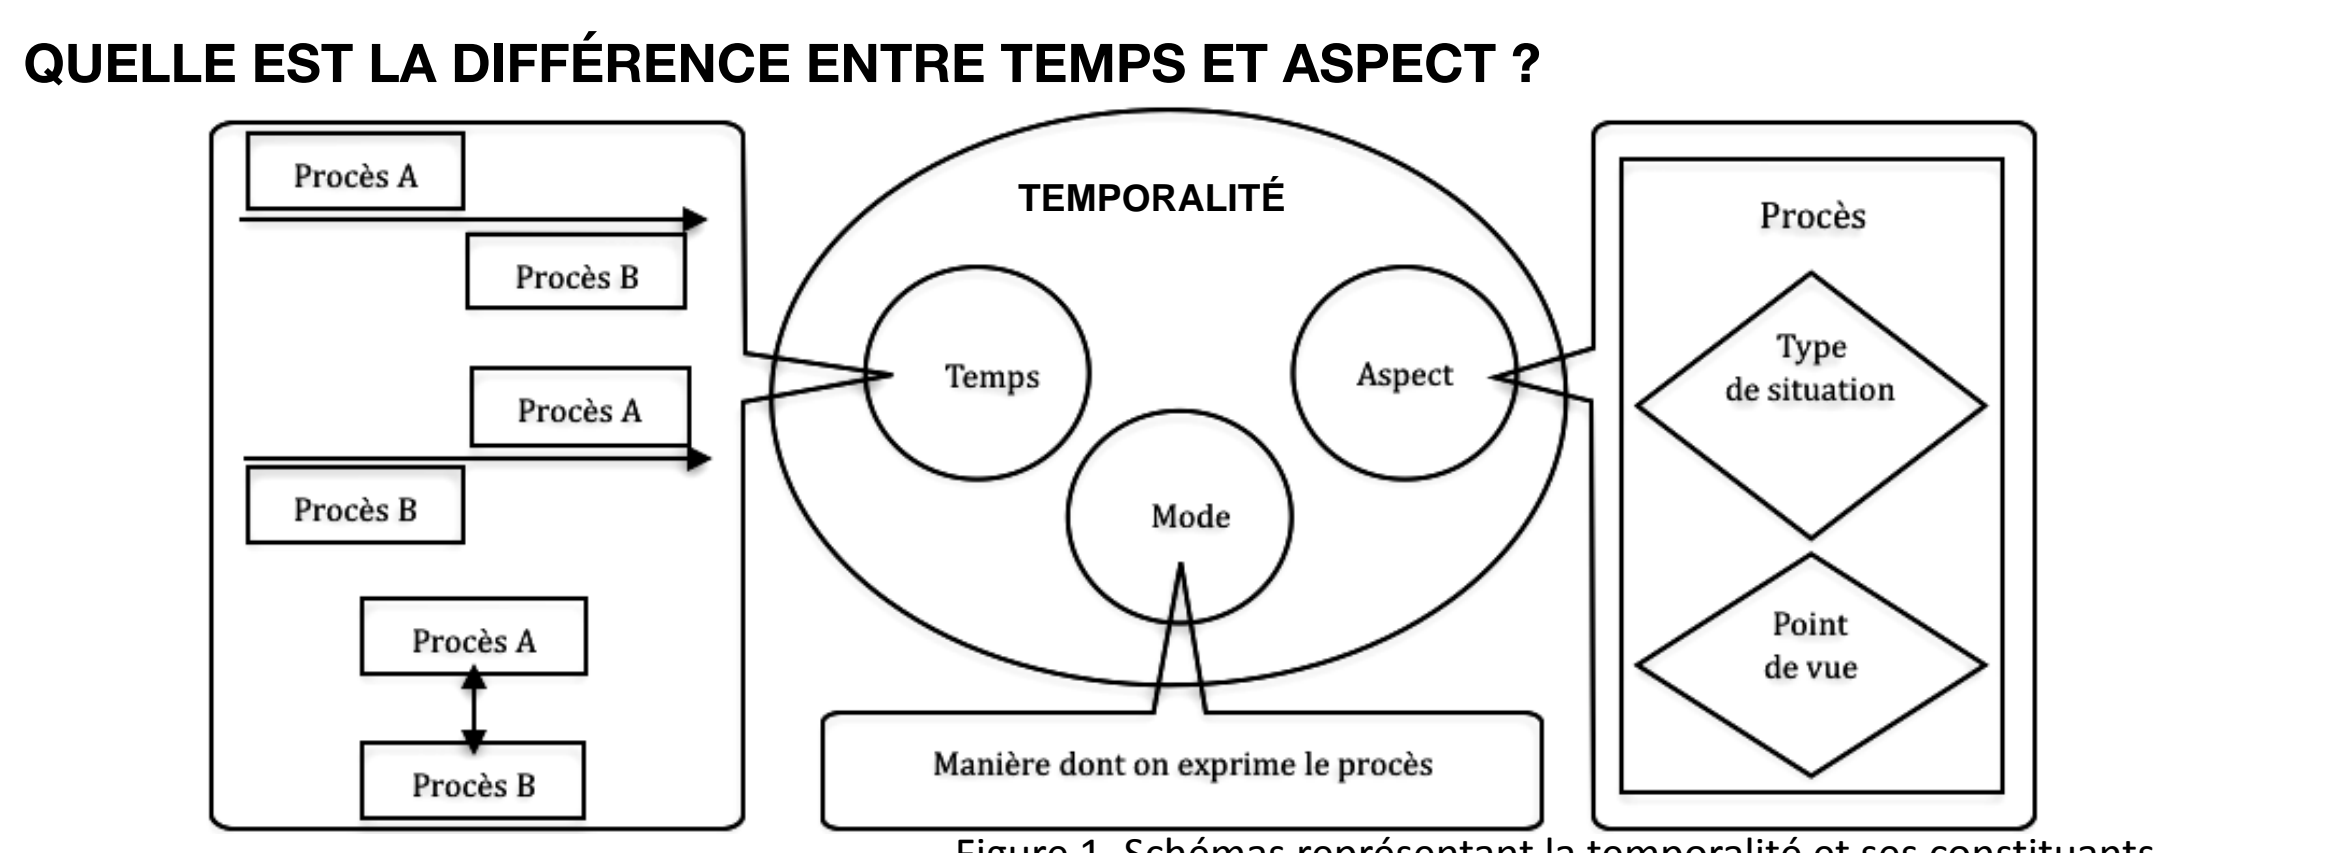 QUELLE EST LA DIFFÉRENCE ENTRE TEMPS ET ASPECT ?
Procès A
Procès B
Procès A
Procès B
Procès A
Procès B
TEMPORALITÉ
Temps
Aspect
Mode
Manière dont on exprime le procès
Procès
Type
de situation
Point
de vue
Figure 1. Schémas représentant la temporalité et ses constituants